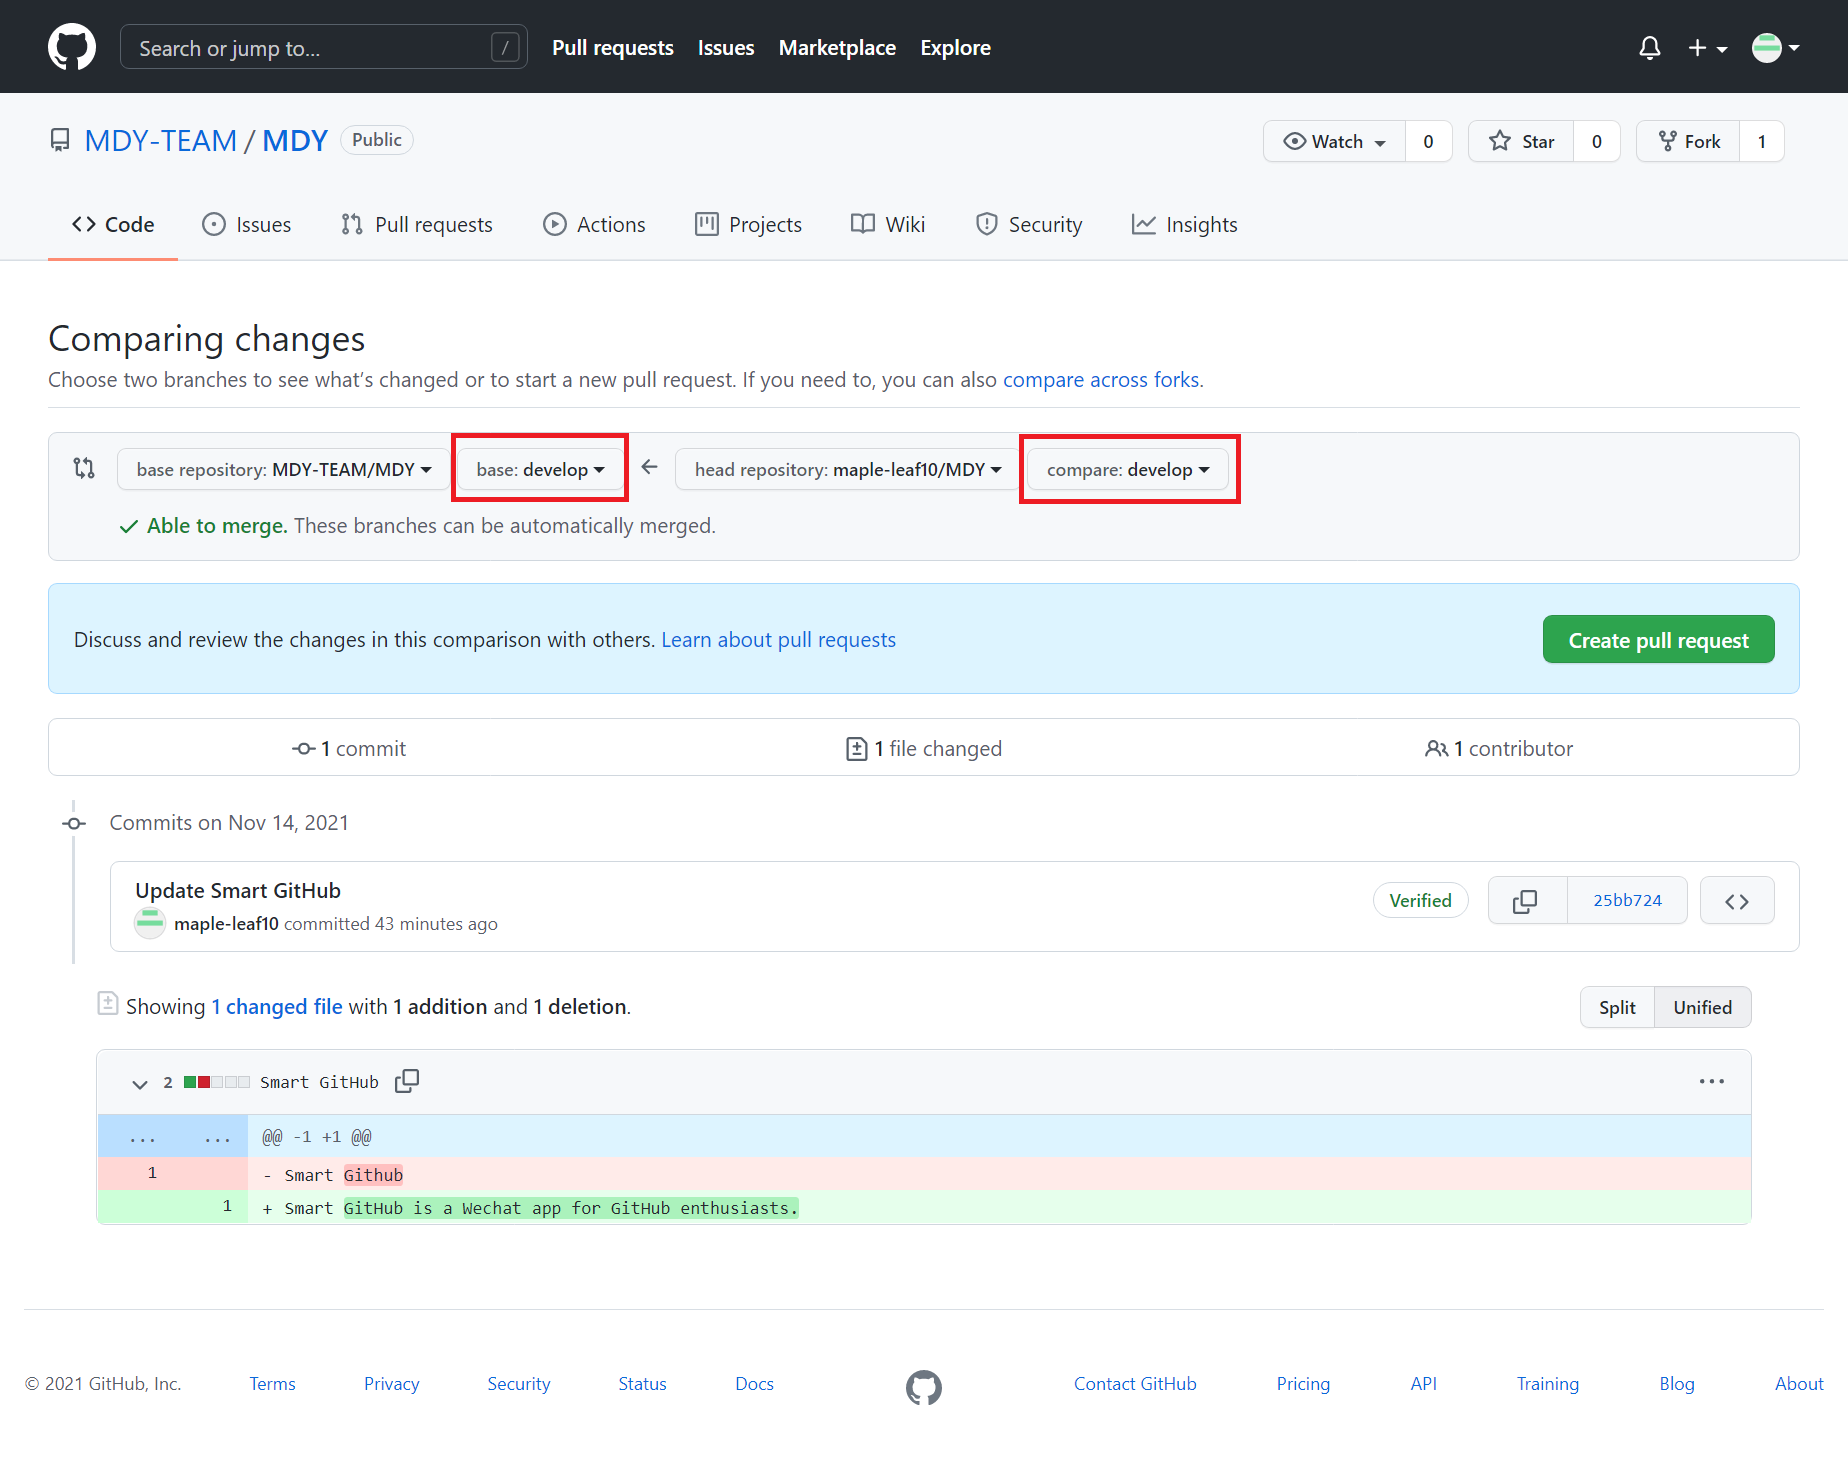 Search or jump to... / Pull requests Issues Marketplace Explore
MDY-TEAM / MDY Public Watch 0 Star 0 Fork 1
Code Issues Pull requests Actions Projects Wiki Security Insights
Comparing changes
Choose two branches to see what's changed or to start a new pull request. If you need to, you can also compare across forks.
base repository: MDY-TEAM/MDY base: develop ← head repository: maple-leaf10/MDY compare: develop
Able to merge. These branches can be automatically merged.
Discuss and review the changes in this comparison with others. Learn about pull requests Create pull request
1 commit 1 file changed 1 contributor
Commits on Nov 14, 2021
Update Smart GitHub
maple-leaf10 committed 43 minutes ago Verified 25bb724
Showing 1 changed file with 1 addition and 1 deletion. Split Unified
2 Smart GitHub ...
... ... @@ -1 +1 @@
1 - Smart Github
1 + Smart GitHub is a Wechat app for GitHub enthusiasts.
© 2021 GitHub, Inc. Terms Privacy Security Status Docs Contact GitHub Pricing API Training Blog About